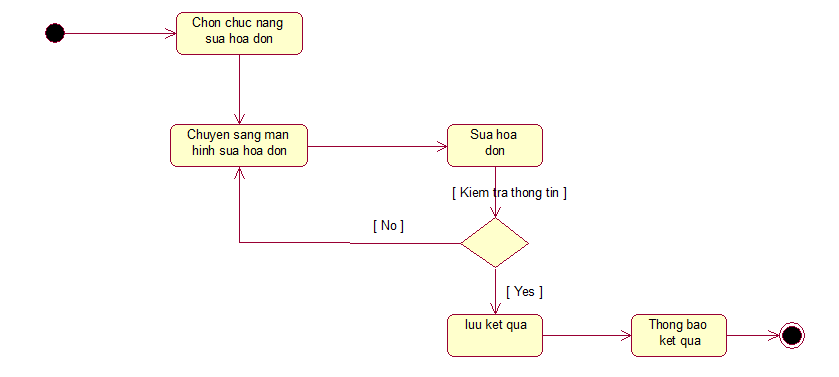 Chon chuc nang
sua hoa don
Chuyen sang man
hinh sua hoa don
Sua hoa
don
[ Kiem tra thong tin ]
[ No ]
[ Yes ]
luu ket qua
Thong bao
ket qua